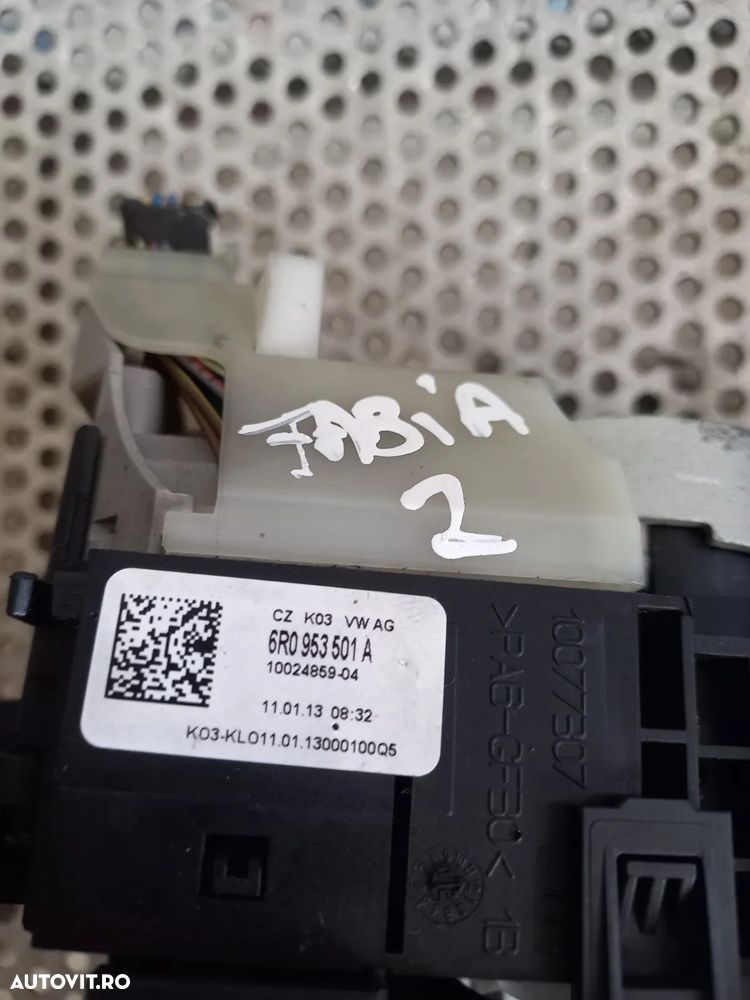 FABiA
2
CZ K03 VW AG
6R0 953 501 A
10024859-04
11.01.13 08:32
K03-KL011.01.13000100Q5
10077307
>PA6-GF30< 1B
AUTOVIT.RO